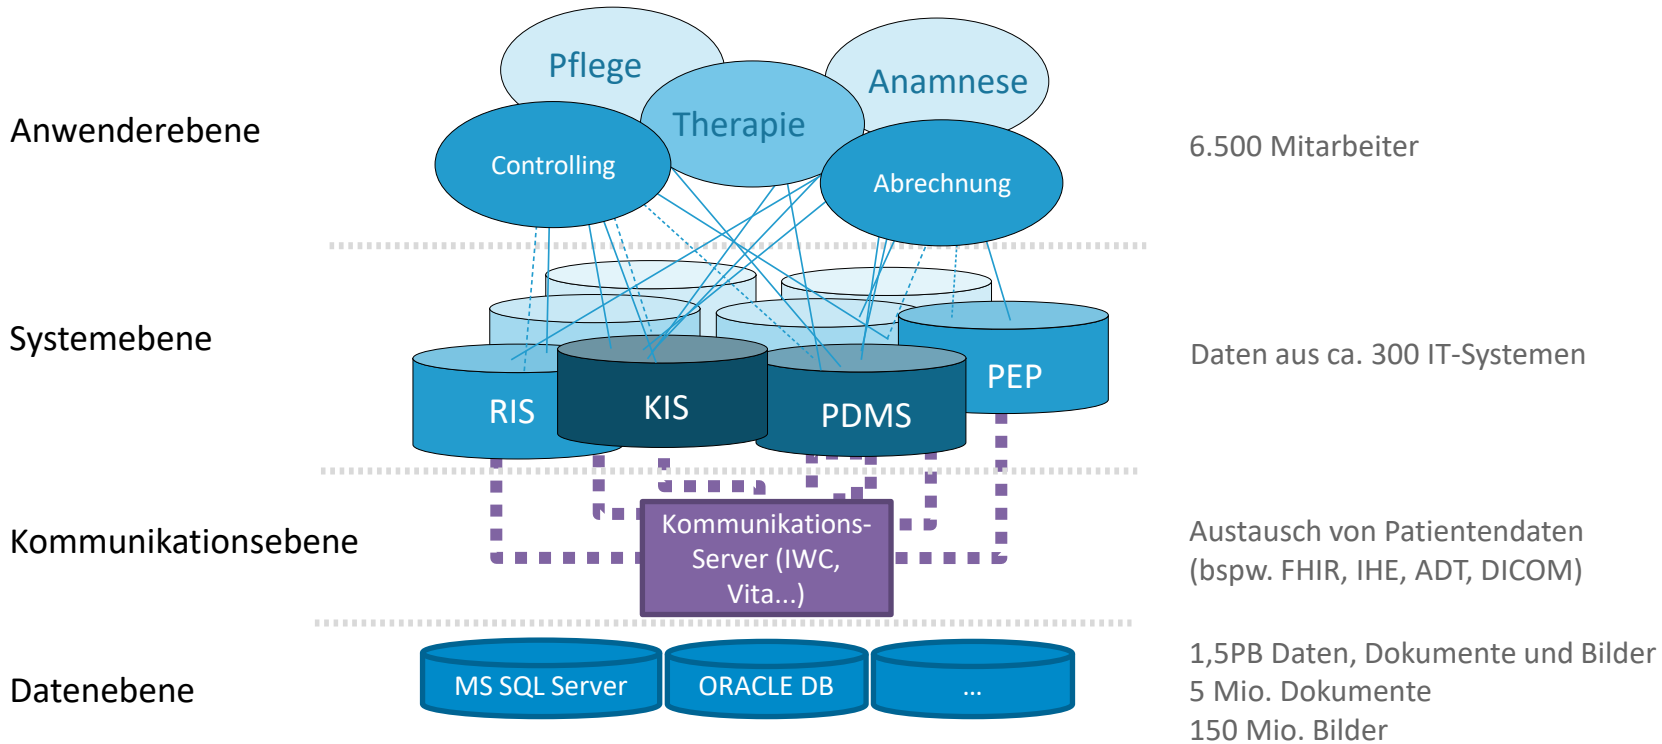 Anwenderebene
Pflege
Anamnese
Therapie
Controlling
Abrechnung
6.500 Mitarbeiter
Systemebene
RIS
KIS
PDMS
PEP
Daten aus ca. 300 IT-Systemen
Kommunikationsebene
Kommunikations-
Server (IWC,
Vita...)
Austausch von Patientendaten
(bspw. FHIR, IHE, ADT, DICOM)
Datenebene
MS SQL Server
ORACLE DB
...
1,5PB Daten, Dokumente und Bilder
5 Mio. Dokumente
150 Mio. Bilder